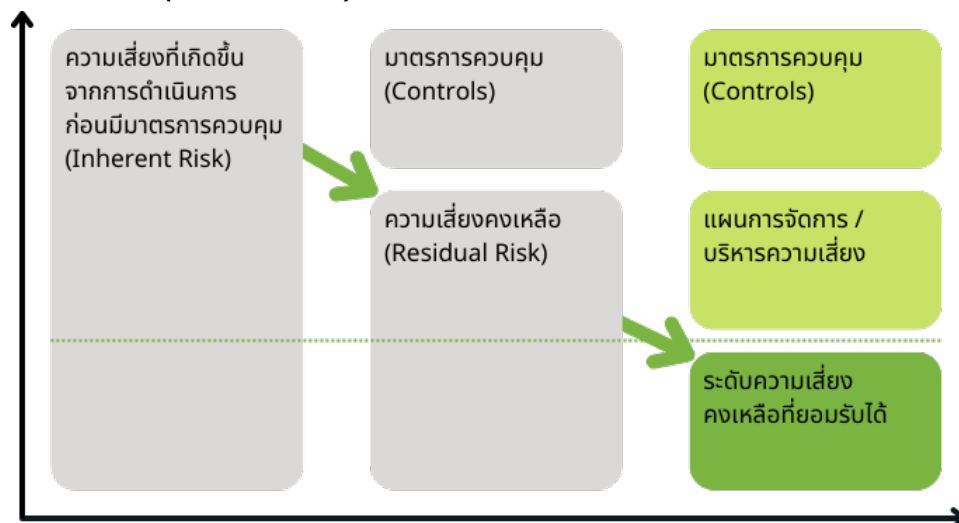 ความเสี่ยงที่เกิดขึ้น
จากการดำเนินการ
ก่อนมีมาตรการควบคุม
(Inherent Risk)
มาตรการควบคุม
(Controls)
ความเสี่ยงคงเหลือ
(Residual Risk)
มาตรการควบคุม
(Controls)
แผนการจัดการ /
บริหารความเสี่ยง
ระดับความเสี่ยง
คงเหลือที่ยอมรับได้